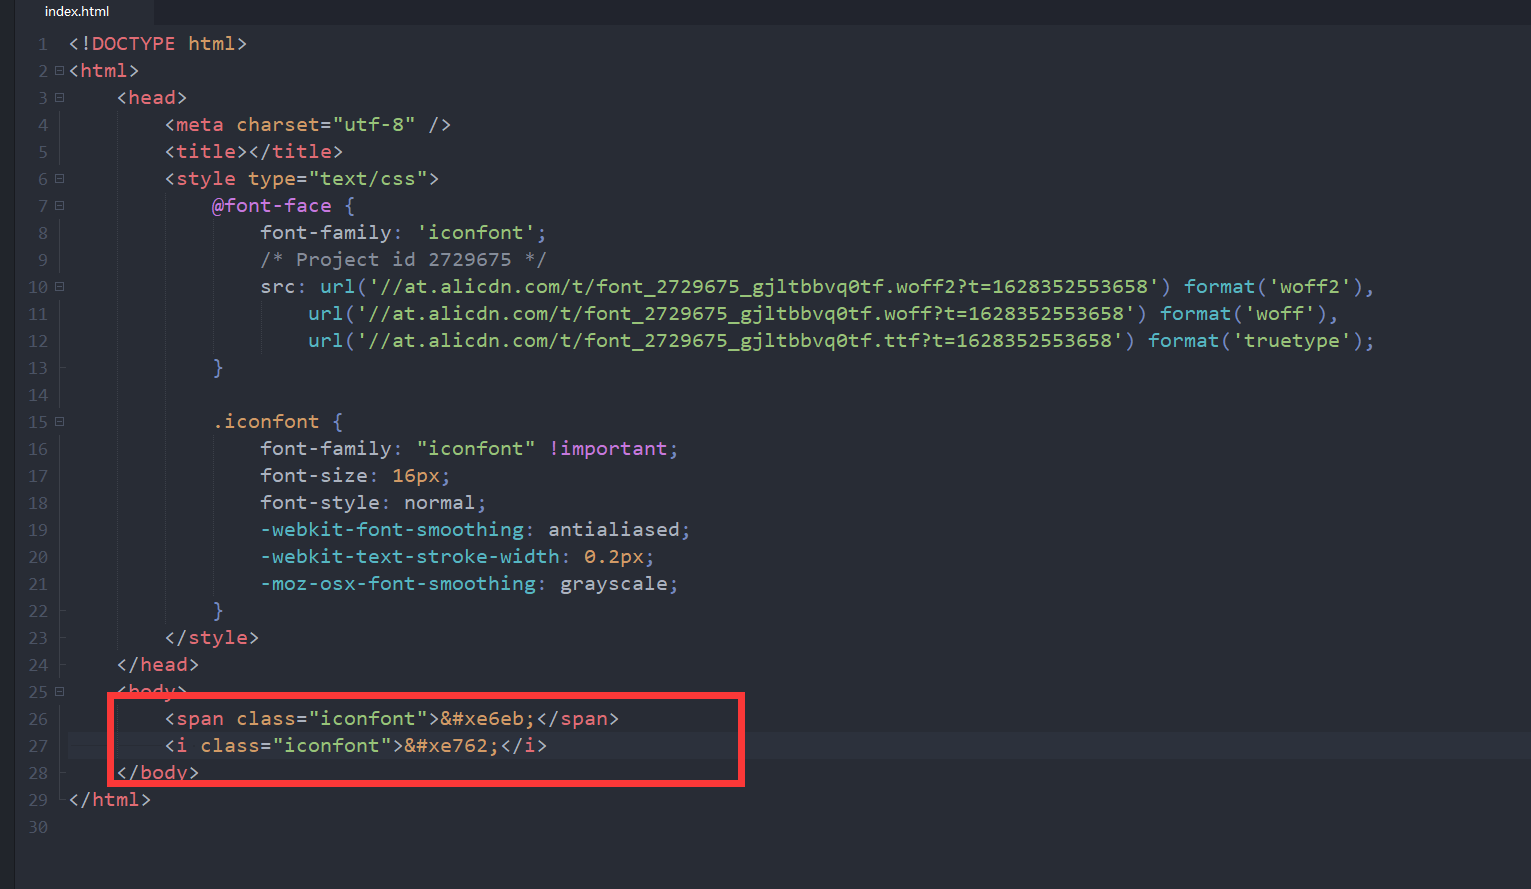 index.html
1 <!DOCTYPE html>
2 <html>
3 <head>
4 <meta charset="utf-8" />
5 <title></title>
6 <style type="text/css">
7 @font-face {
8 font-family: 'iconfont';
9 /* Project id 2729675 */
10 src: url('//at.alicdn.com/t/font_2729675_gjltbbvq0tf.woff2?t=1628352553658') format('woff2'),
11 url('//at.alicdn.com/t/font_2729675_gjltbbvq0tf.woff?t=1628352553658') format('woff'),
12 url('//at.alicdn.com/t/font_2729675_gjltbbvq0tf.ttf?t=1628352553658') format('truetype');
13 }
14
15 .iconfont {
16 font-family: "iconfont" !important;
17 font-size: 16px;
18 font-style: normal;
19 -webkit-font-smoothing: antialiased;
20 -webkit-text-stroke-width: 0.2px;
21 -moz-osx-font-smoothing: grayscale;
22 }
23 </style>
24 </head>
25 <body>
26 <span class="iconfont">&#xe6eb;</span>
27 <i class="iconfont">&#xe762;</i>
28 </body>
29 </html>
30